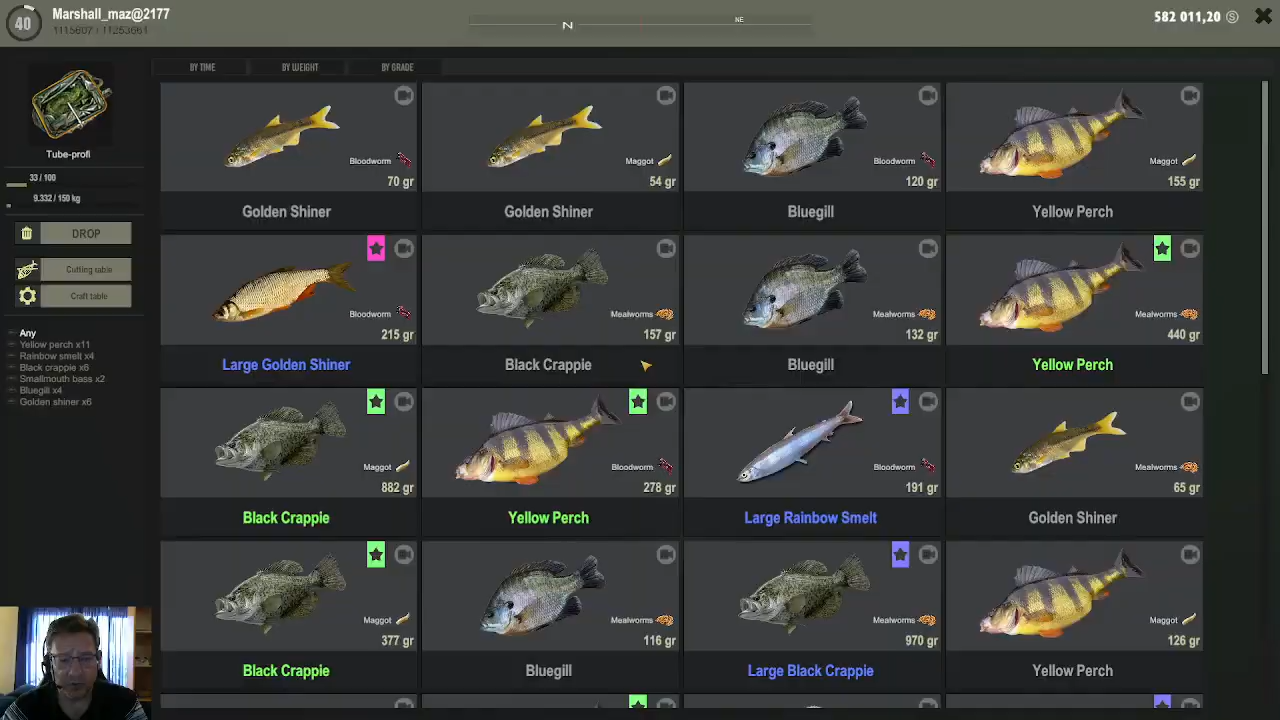 40
Marshall_maz@2177
1115607 / 11253661
N
NE
582 011,20
BY TIME
BY WEIGHT
BY GRADE
Tube-profi
33 / 100
9.332 / 150 kg
DROP
Cutting table
Craft table
Any
Yellow perch x11
Rainbow smelt x4
Black crappie x6
Smallmouth bass x2
Bluegill x4
Golden shiner x6
Bloodworm
70 gr
Golden Shiner
Maggot
54 gr
Golden Shiner
Bloodworm
120 gr
Bluegill
Maggot
155 gr
Yellow Perch
Bloodworm
215 gr
Large Golden Shiner
Mealworms
157 gr
Black Crappie
Mealworms
132 gr
Bluegill
Mealworms
440 gr
Yellow Perch
Maggot
882 gr
Black Crappie
Bloodworm
278 gr
Yellow Perch
Bloodworm
191 gr
Large Rainbow Smelt
Mealworms
65 gr
Golden Shiner
Maggot
377 gr
Black Crappie
Mealworms
116 gr
Bluegill
Mealworms
970 gr
Large Black Crappie
Maggot
126 gr
Yellow Perch